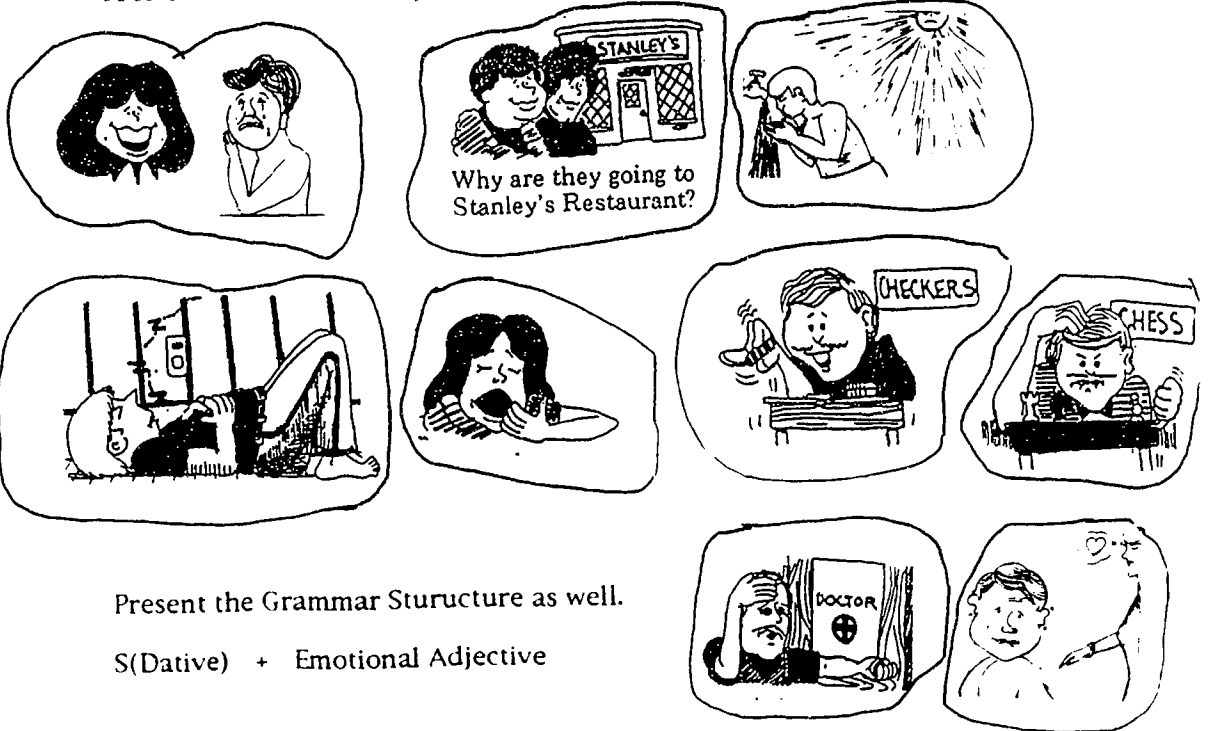 STANLEY'S
Why are they going to
Stanley's Restaurant?
CHECKERS
CHESS
DOCTOR
Present the Grammar Sturucture as well.
S(Dative) + Emotional Adjective